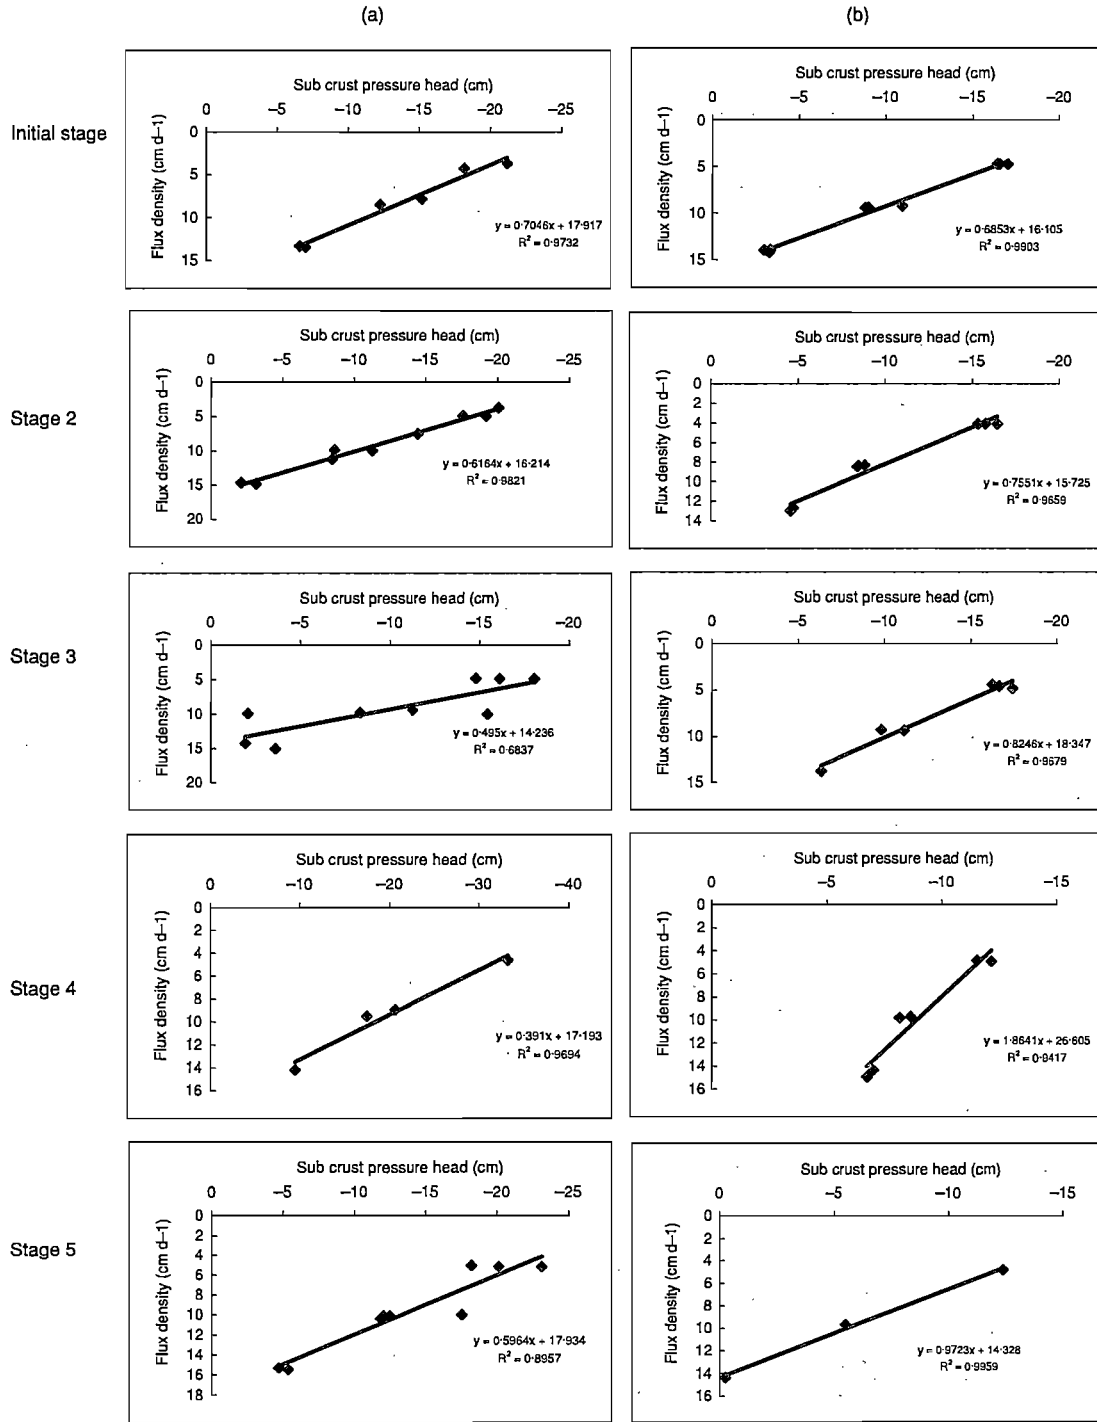 (a) (b)
Initial stage
Sub crust pressure head (cm)
0 –5 –10 –15 –20 –25
Flux density (cm d–1)
0
5
10
15
y = 0·7046x + 17·917
R² = 0·9732
Sub crust pressure head (cm)
0 –5 –10 –15 –20
Flux density (cm d–1)
0
5
10
15
y = 0·6853x + 16·105
R² = 0·9903
Stage 2
Sub crust pressure head (cm)
0 –5 –10 –15 –20 –25
Flux density (cm d–1)
0
5
10
15
20
y = 0·6164x + 16·214
R² = 0·9821
Sub crust pressure head (cm)
0 –5 –10 –15 –20
Flux density (cm d–1)
0
2
4
6
8
10
12
14
y = 0·7551x + 15·725
R² = 0·9659
Stage 3
Sub crust pressure head (cm)
0 –5 –10 –15 –20
Flux density (cm d–1)
0
5
10
15
20
y = 0·495x + 14·236
R² = 0·6837
Sub crust pressure head (cm)
0 –5 –10 –15 –20
Flux density (cm d–1)
0
5
10
15
y = 0·8246x + 18·347
R² = 0·9679
Stage 4
Sub crust pressure head (cm)
0 –10 –20 –30 –40
Flux density (cm d–1)
0
2
4
6
8
10
12
14
16
y = 0·391x + 17·193
R² = 0·9694
Sub crust pressure head (cm)
0 –5 –10 –15
Flux density (cm d–1)
0
2
4
6
8
10
12
14
16
y = 1·8641x + 26·605
R² = 0·9417
Stage 5
Sub crust pressure head (cm)
0 –5 –10 –15 –20 –25
Flux density (cm d–1)
0
2
4
6
8
10
12
14
16
18
y = 0·5964x + 17·934
R² = 0·8957
Sub crust pressure head (cm)
0 –5 –10 –15
Flux density (cm d–1)
0
2
4
6
8
10
12
14
16
y = 0·9723x + 14·328
R² = 0·9959